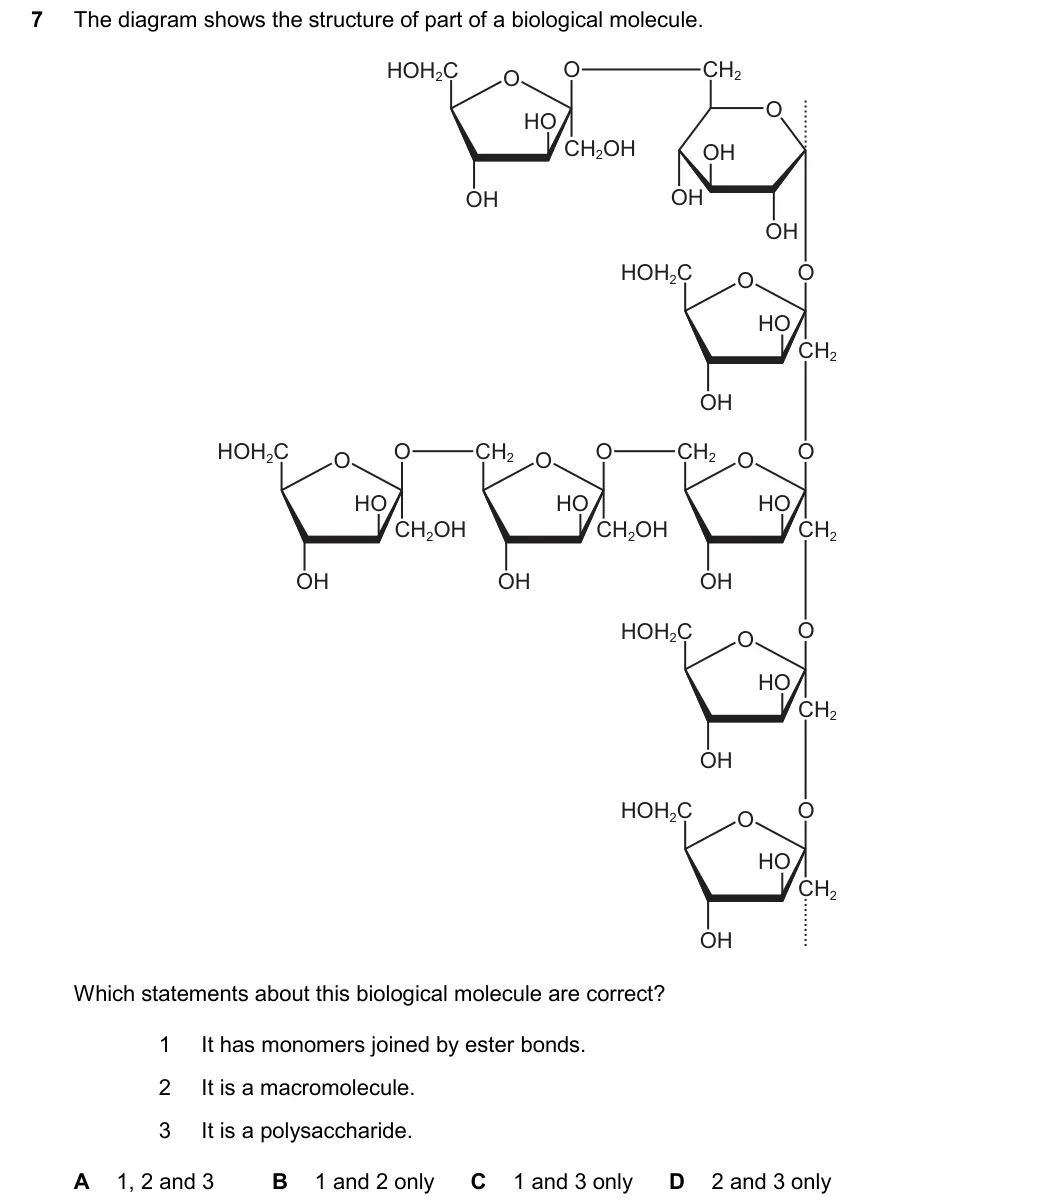 7 The diagram shows the structure of part of a biological molecule.
HOH₂C O O CH₂
O
HO CH₂OH OH
OH OH
OH
HOH₂C O O
HO CH₂
OH
HOH₂C O O CH₂ O O CH₂ O O
HO CH₂OH HO CH₂OH HO CH₂
OH OH OH
HOH₂C O O
HO CH₂
OH
HOH₂C O O
HO CH₂
OH
Which statements about this biological molecule are correct?
1 It has monomers joined by ester bonds.
2 It is a macromolecule.
3 It is a polysaccharide.
A 1, 2 and 3 B 1 and 2 only C 1 and 3 only D 2 and 3 only